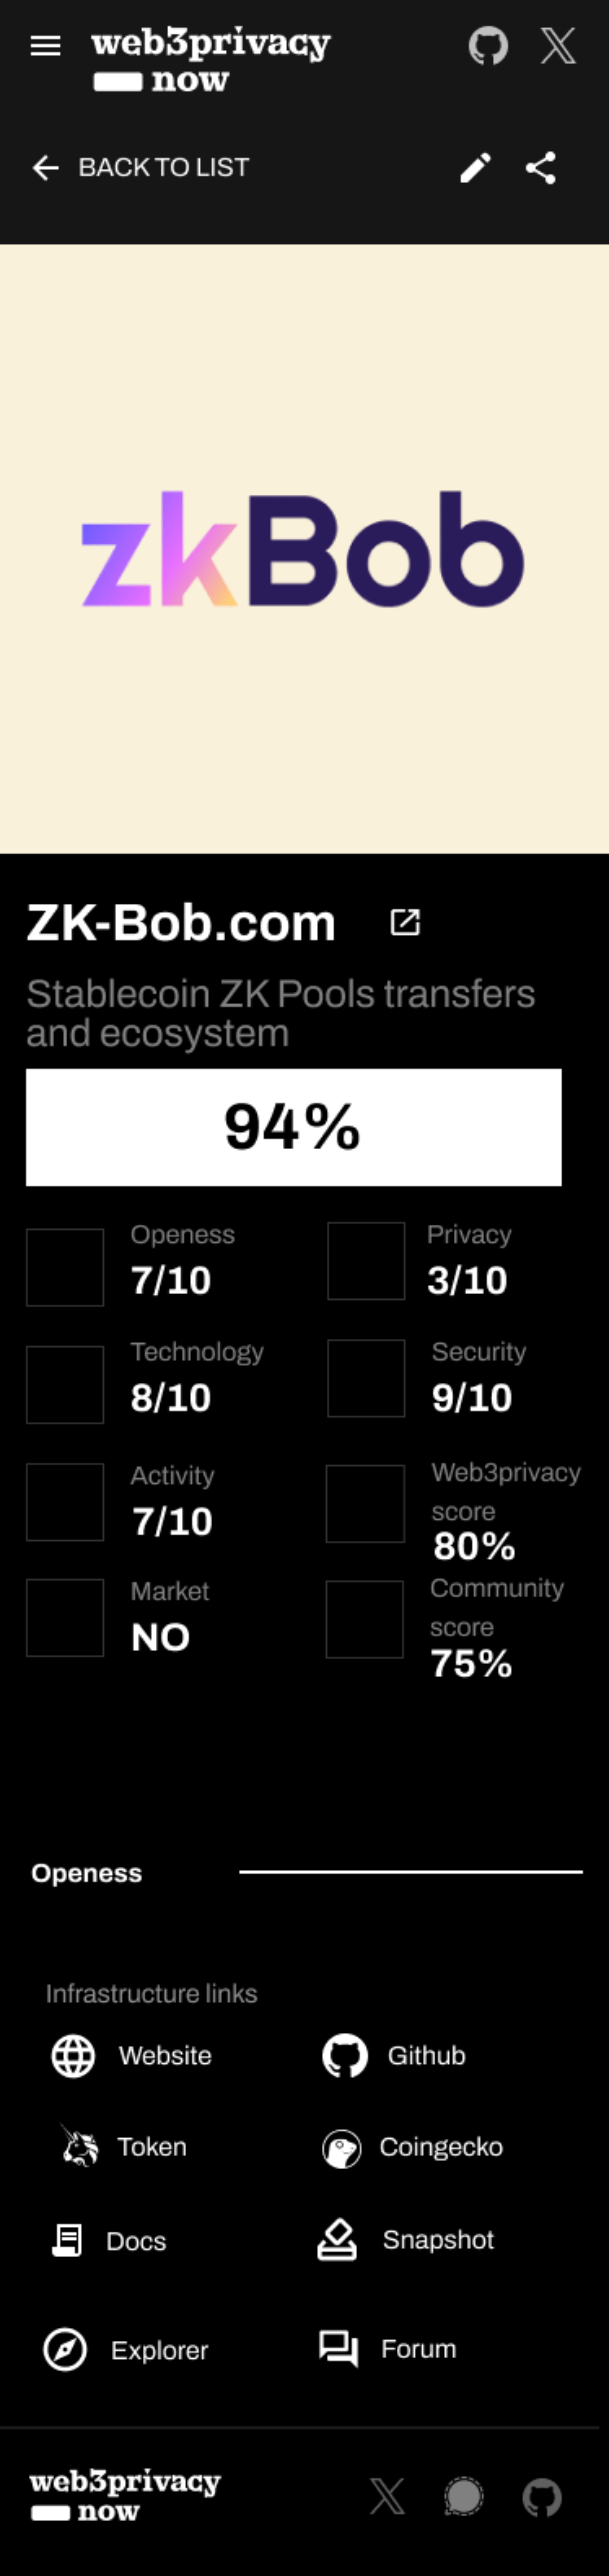 web3privacy
now
BACK TO LIST
zkBob
ZK-Bob.com
Stablecoin ZK Pools transfers
and ecosystem
94%
Openess
7/10
Privacy
3/10
Technology
8/10
Security
9/10
Activity
7/10
Web3privacy
score
80%
Market
NO
Community
score
75%
Openess
Infrastructure links
Website
Github
Token
Coingecko
Docs
Snapshot
Explorer
Forum
web3privacy
now